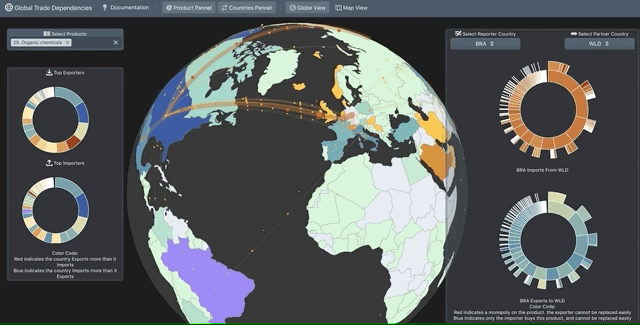 Global Trade Dependencies
Documentation
Product Pannel
Countries Pannel
Globe View
Map View
Select Products
29, Organic chemicals ×
Top Exporters
Top Importers
Color Code:
Red indicates the country Exports more than it
Imports
Blue indicates the country Imports more than it
Exports
Select Reporter Country
Select Partner Country
BRA
WLD
BRA Imports From WLD
BRA Exports to WLD
Color Code:
Red indicates a monopoly on the product, the exporter cannot be replaced easily
Blue indicates only the importer buys this product, and cannot be replaced easily